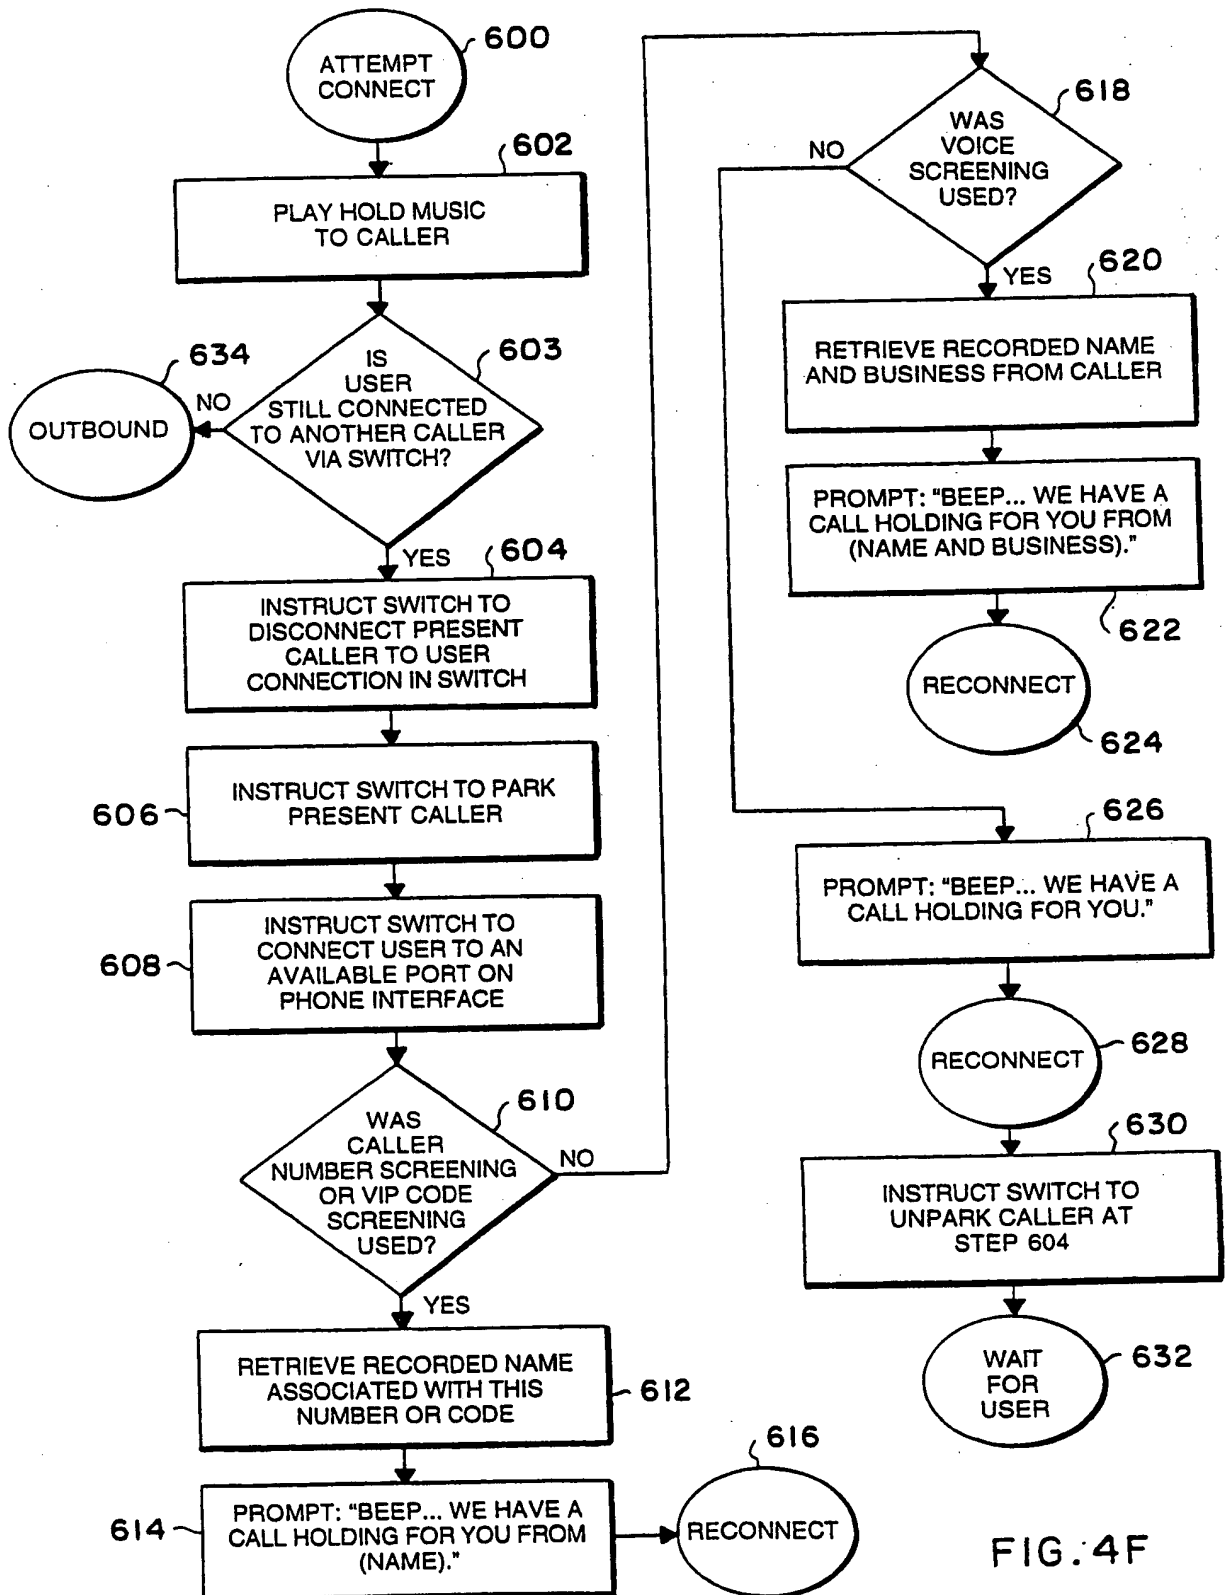 600
ATTEMPT
CONNECT
602
PLAY HOLD MUSIC
TO CALLER
603
IS
USER
STILL CONNECTED
TO ANOTHER CALLER
VIA SWITCH?
634
NO
OUTBOUND
YES
604
INSTRUCT SWITCH TO
DISCONNECT PRESENT
CALLER TO USER
CONNECTION IN SWITCH
606
INSTRUCT SWITCH TO PARK
PRESENT CALLER
608
INSTRUCT SWITCH TO
CONNECT USER TO AN
AVAILABLE PORT ON
PHONE INTERFACE
610
WAS
CALLER
NUMBER SCREENING
OR VIP CODE
SCREENING
USED?
NO
YES
RETRIEVE RECORDED NAME
ASSOCIATED WITH THIS
NUMBER OR CODE
612
614
PROMPT: "BEEP... WE HAVE A
CALL HOLDING FOR YOU FROM
(NAME)."
616
RECONNECT
618
WAS
VOICE
SCREENING
USED?
NO
YES
620
RETRIEVE RECORDED NAME
AND BUSINESS FROM CALLER
PROMPT: "BEEP... WE HAVE A
CALL HOLDING FOR YOU FROM
(NAME AND BUSINESS)."
622
RECONNECT
624
626
PROMPT: "BEEP... WE HAVE A
CALL HOLDING FOR YOU."
RECONNECT
628
630
INSTRUCT SWITCH TO
UNPARK CALLER AT
STEP 604
WAIT
FOR
USER
632
FIG. 4F